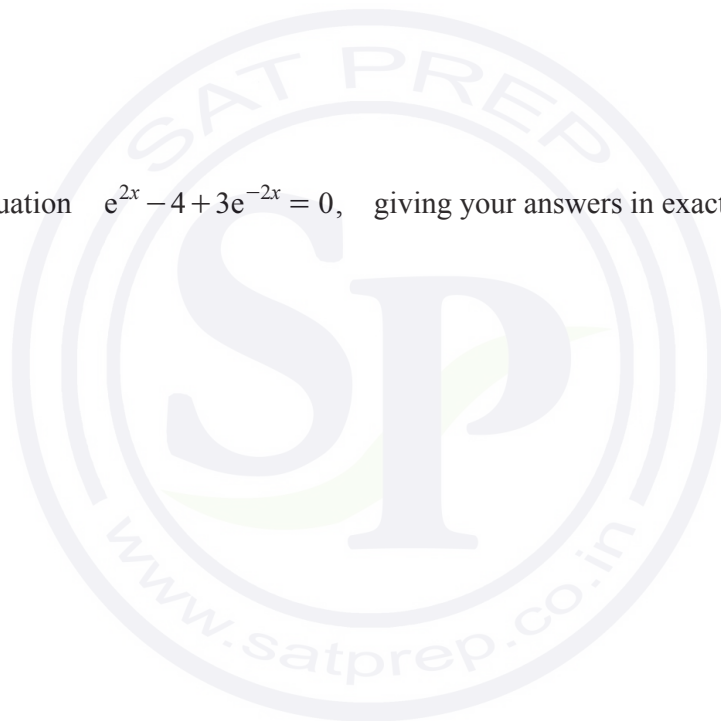 SAT PREP
uation e^{2x} − 4 + 3e^{−2x} = 0, giving your answers in exact
SP
www.satprep.co.in